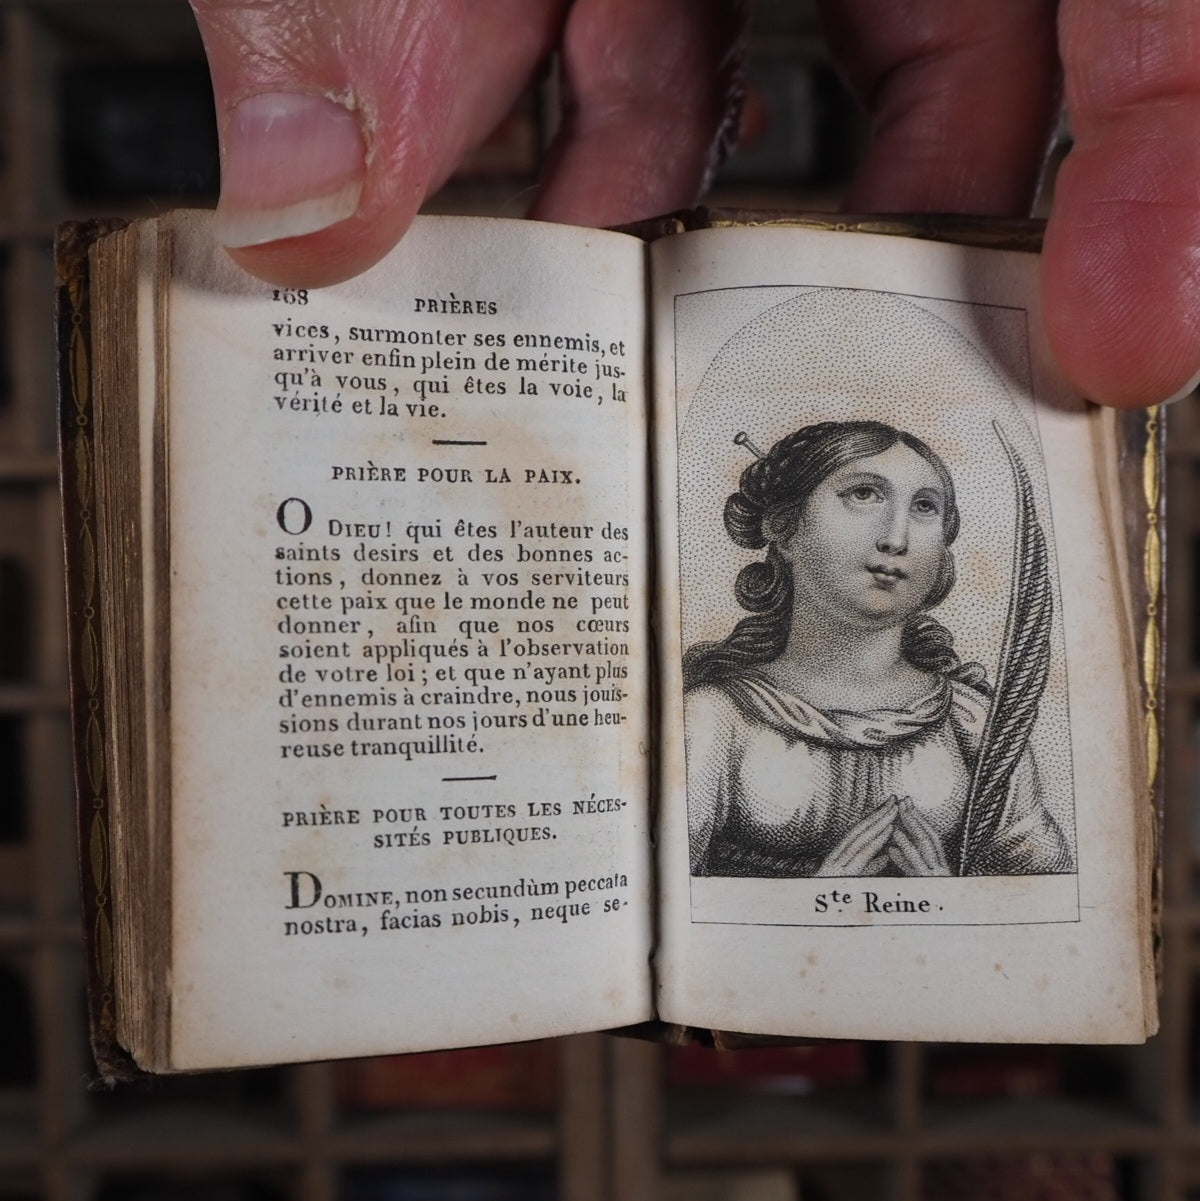 168 PRIÈRES
vices, surmonter ses ennemis, et
arriver enfin plein de mérite jus-
qu'à vous, qui êtes la voie, la
vérité et la vie.
PRIÈRE POUR LA PAIX.
O DIEU! qui êtes l'auteur des
saints desirs et des bonnes ac-
tions, donnez à vos serviteurs
cette paix que le monde ne peut
donner, afin que nos cœurs
soient appliqués à l'observation
de votre loi; et que n'ayant plus
d'ennemis à craindre, nous jouis-
sions durant nos jours d'une heu-
reuse tranquillité.
PRIÈRE POUR TOUTES LES NÉCES-
SITÉS PUBLIQUES.
DOMINE, non secundùm peccata
nostra, facias nobis, neque se-
Ste Reine.